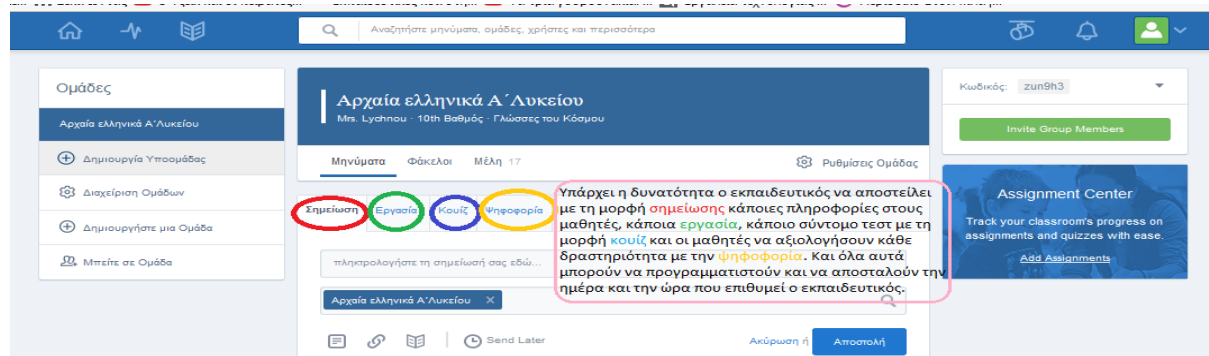 Αναζητήστε μηνύματα, ομάδες, χρήστες και περισσότερα
Ομάδες
Αρχαία ελληνικά Α΄Λυκείου
Δημιουργία Υποομάδας
Διαχείριση Ομάδων
Δημιουργήστε μια Ομάδα
Μπείτε σε Ομάδα
Αρχαία ελληνικά Α΄Λυκείου
Mrs. Lychnou · 10th Βαθμός · Γλώσσες του Κόσμου
Μηνύματα Φάκελοι Μέλη 17 Ρυθμίσεις Ομάδας
Σημείωση Εργασία Κουίζ Ψηφοφορία
Υπάρχει η δυνατότητα ο εκπαιδευτικός να αποστείλει
με τη μορφή σημείωσης κάποιες πληροφορίες στους
μαθητές, κάποια εργασία, κάποιο σύντομο τεστ με τη
μορφή κουίζ και οι μαθητές να αξιολογήσουν κάθε
δραστηριότητα με την ψηφοφορία. Και όλα αυτά
μπορούν να προγραμματιστούν και να αποσταλούν την
ημέρα και την ώρα που επιθυμεί ο εκπαιδευτικός.
πληκτρολογήστε τη σημείωσή σας εδώ...
Αρχαία ελληνικά Α΄Λυκείου ×
Send Later Ακύρωση ή Αποστολή
Κωδικός: zun9h3
Invite Group Members
Assignment Center
Track your classroom's progress on
assignments and quizzes with ease.
Add Assignments